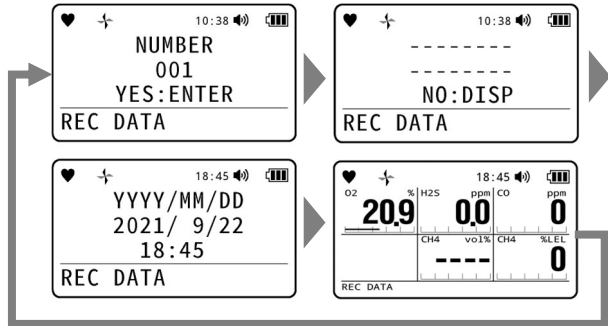 10:38
NUMBER
001
YES:ENTER
REC DATA
10:38
- - - - - - - -
- - - - - - - -
NO:DISP
REC DATA
18:45
YYYY/MM/DD
2021/ 9/22
18:45
REC DATA
18:45
O2 % H2S ppm CO ppm
20.9 0.0 0
CH4 vol% CH4 %LEL
---- 0
REC DATA